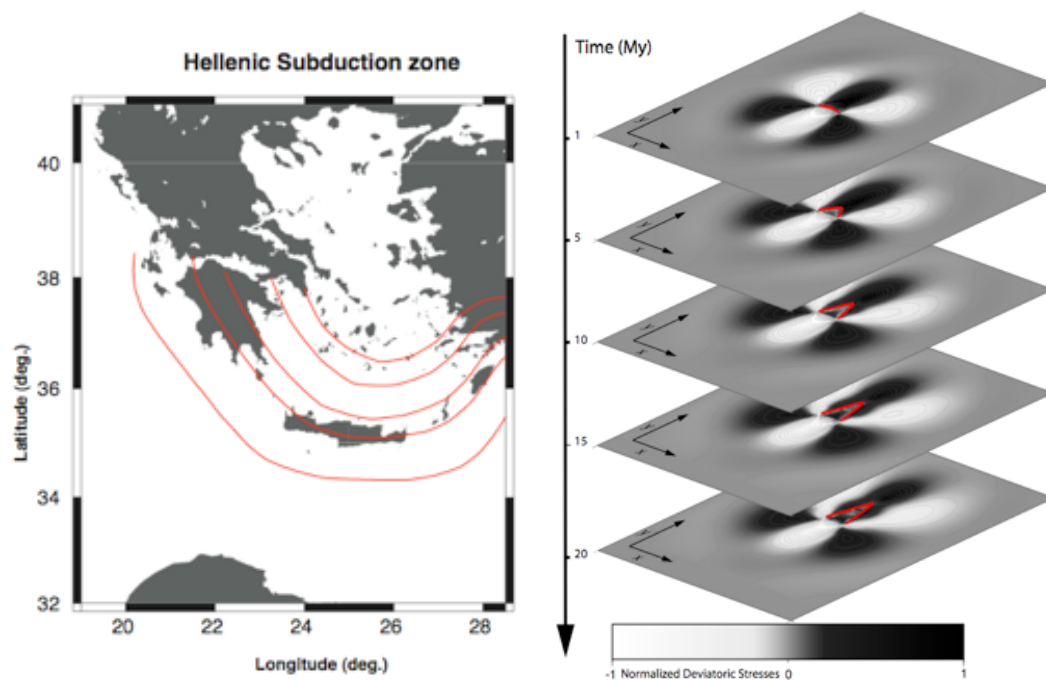 Hellenic Subduction zone
40
38
36
34
32
Latitude (deg.)
20
22
24
26
28
Longitude (deg.)
Time (My)
1
5
10
15
20
y
x
y
x
y
x
y
x
y
x
-1 Normalized Deviatoric Stresses 0 1